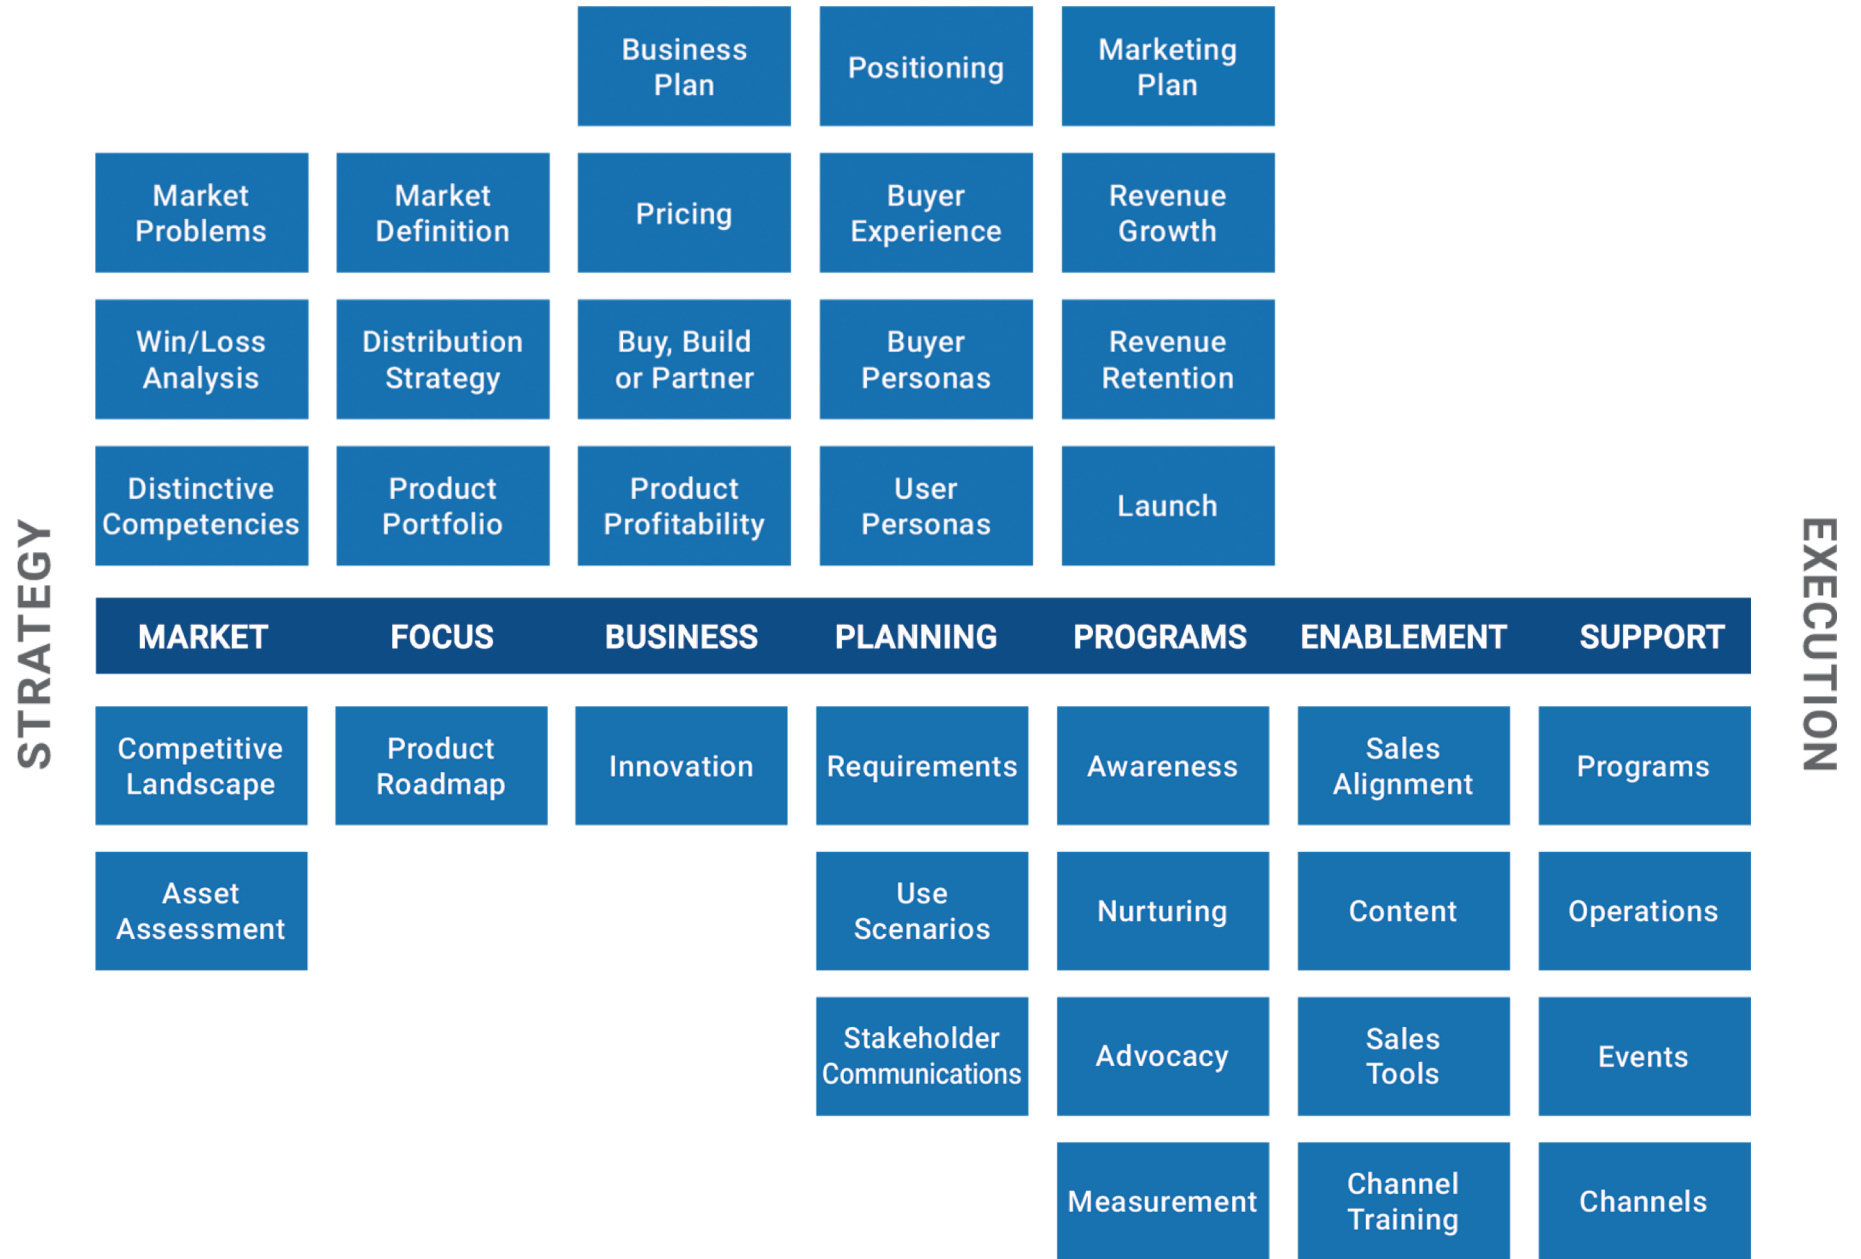 Business
Plan
Positioning
Marketing
Plan
Market
Problems
Market
Definition
Pricing
Buyer
Experience
Revenue
Growth
Win/Loss
Analysis
Distribution
Strategy
Buy, Build
or Partner
Buyer
Personas
Revenue
Retention
Distinctive
Competencies
Product
Portfolio
Product
Profitability
User
Personas
Launch
STRATEGY
MARKET
FOCUS
BUSINESS
PLANNING
PROGRAMS
ENABLEMENT
SUPPORT
EXECUTION
Competitive
Landscape
Product
Roadmap
Innovation
Requirements
Awareness
Sales
Alignment
Programs
Asset
Assessment
Use
Scenarios
Nurturing
Content
Operations
Stakeholder
Communications
Advocacy
Sales
Tools
Events
Measurement
Channel
Training
Channels